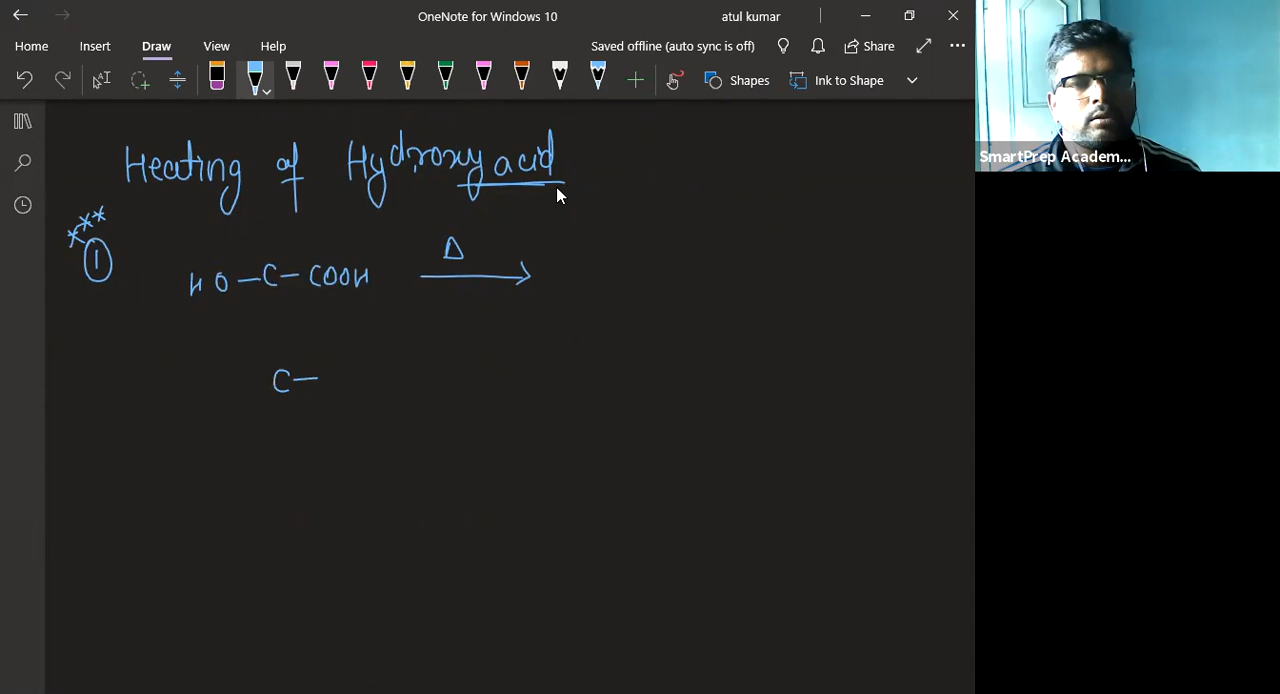 OneNote for Windows 10
atul kumar
Home Insert Draw View Help
Saved offline (auto sync is off)
Share
Shapes
Ink to Shape
SmartPrep Academ...
Heating of Hydroxy acid
***
1
HO-C-COOH Δ →
C-